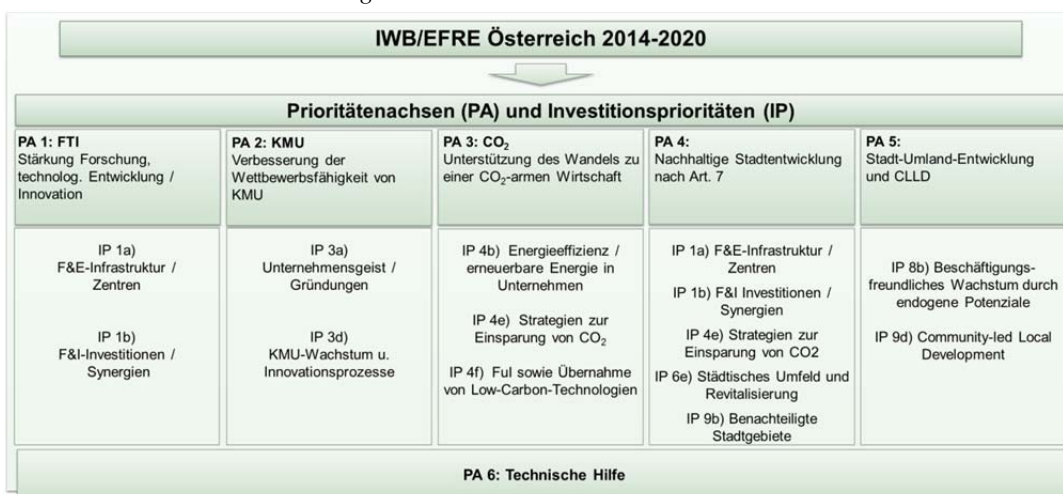 IWB/EFRE Österreich 2014-2020
Prioritätenachsen (PA) und Investitionsprioritäten (IP)
PA 1: FTI
Stärkung Forschung,
technolog. Entwicklung /
Innovation
PA 2: KMU
Verbesserung der
Wettbewerbsfähigkeit von
KMU
PA 3: CO₂
Unterstützung des Wandels zu
einer CO₂-armen Wirtschaft
PA 4:
Nachhaltige Stadtentwicklung
nach Art. 7
PA 5:
Stadt-Umland-Entwicklung
und CLLD
IP 1a)
F&E-Infrastruktur /
Zentren
IP 1b)
F&I-Investitionen /
Synergien
IP 3a)
Unternehmensgeist /
Gründungen
IP 3d)
KMU-Wachstum u.
Innovationsprozesse
IP 4b) Energieeffizienz /
erneuerbare Energie in
Unternehmen
IP 4e) Strategien zur
Einsparung von CO₂
IP 4f) FuI sowie Übernahme
von Low-Carbon-Technologien
IP 1a) F&E-Infrastruktur /
Zentren
IP 1b) F&I Investitionen /
Synergien
IP 4e) Strategien zur
Einsparung von CO2
IP 6e) Städtisches Umfeld und
Revitalisierung
IP 9b) Benachteiligte
Stadtgebiete
IP 8b) Beschäftigungs-
freundliches Wachstum durch
endogene Potenziale
IP 9d) Community-led Local
Development
PA 6: Technische Hilfe